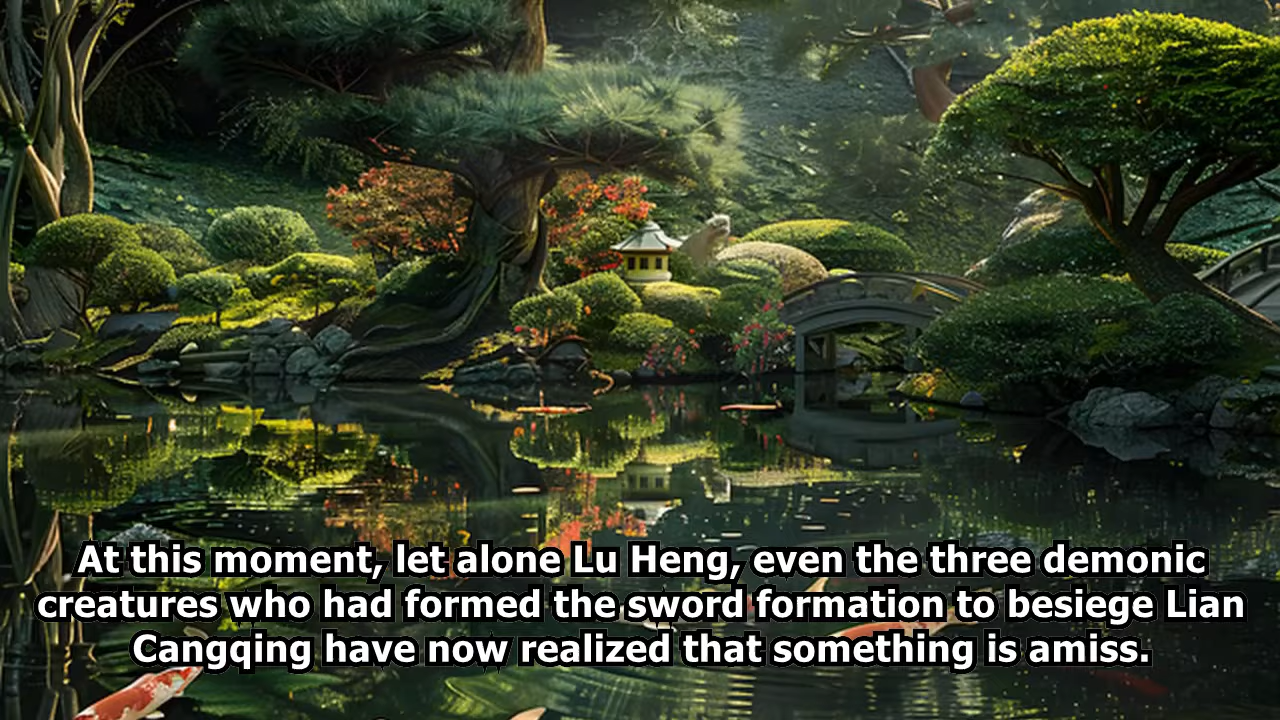 At this moment, let alone Lu Heng, even the three demonic
creatures who had formed the sword formation to besiege Lian
Cangqing have now realized that something is amiss.